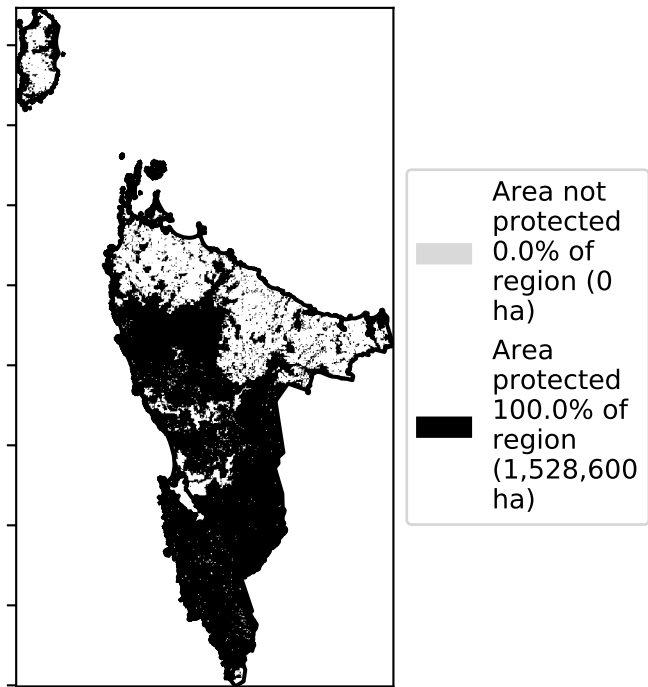 Area not
protected
0.0% of
region (0
ha)
Area
protected
100.0% of
region
(1,528,600
ha)